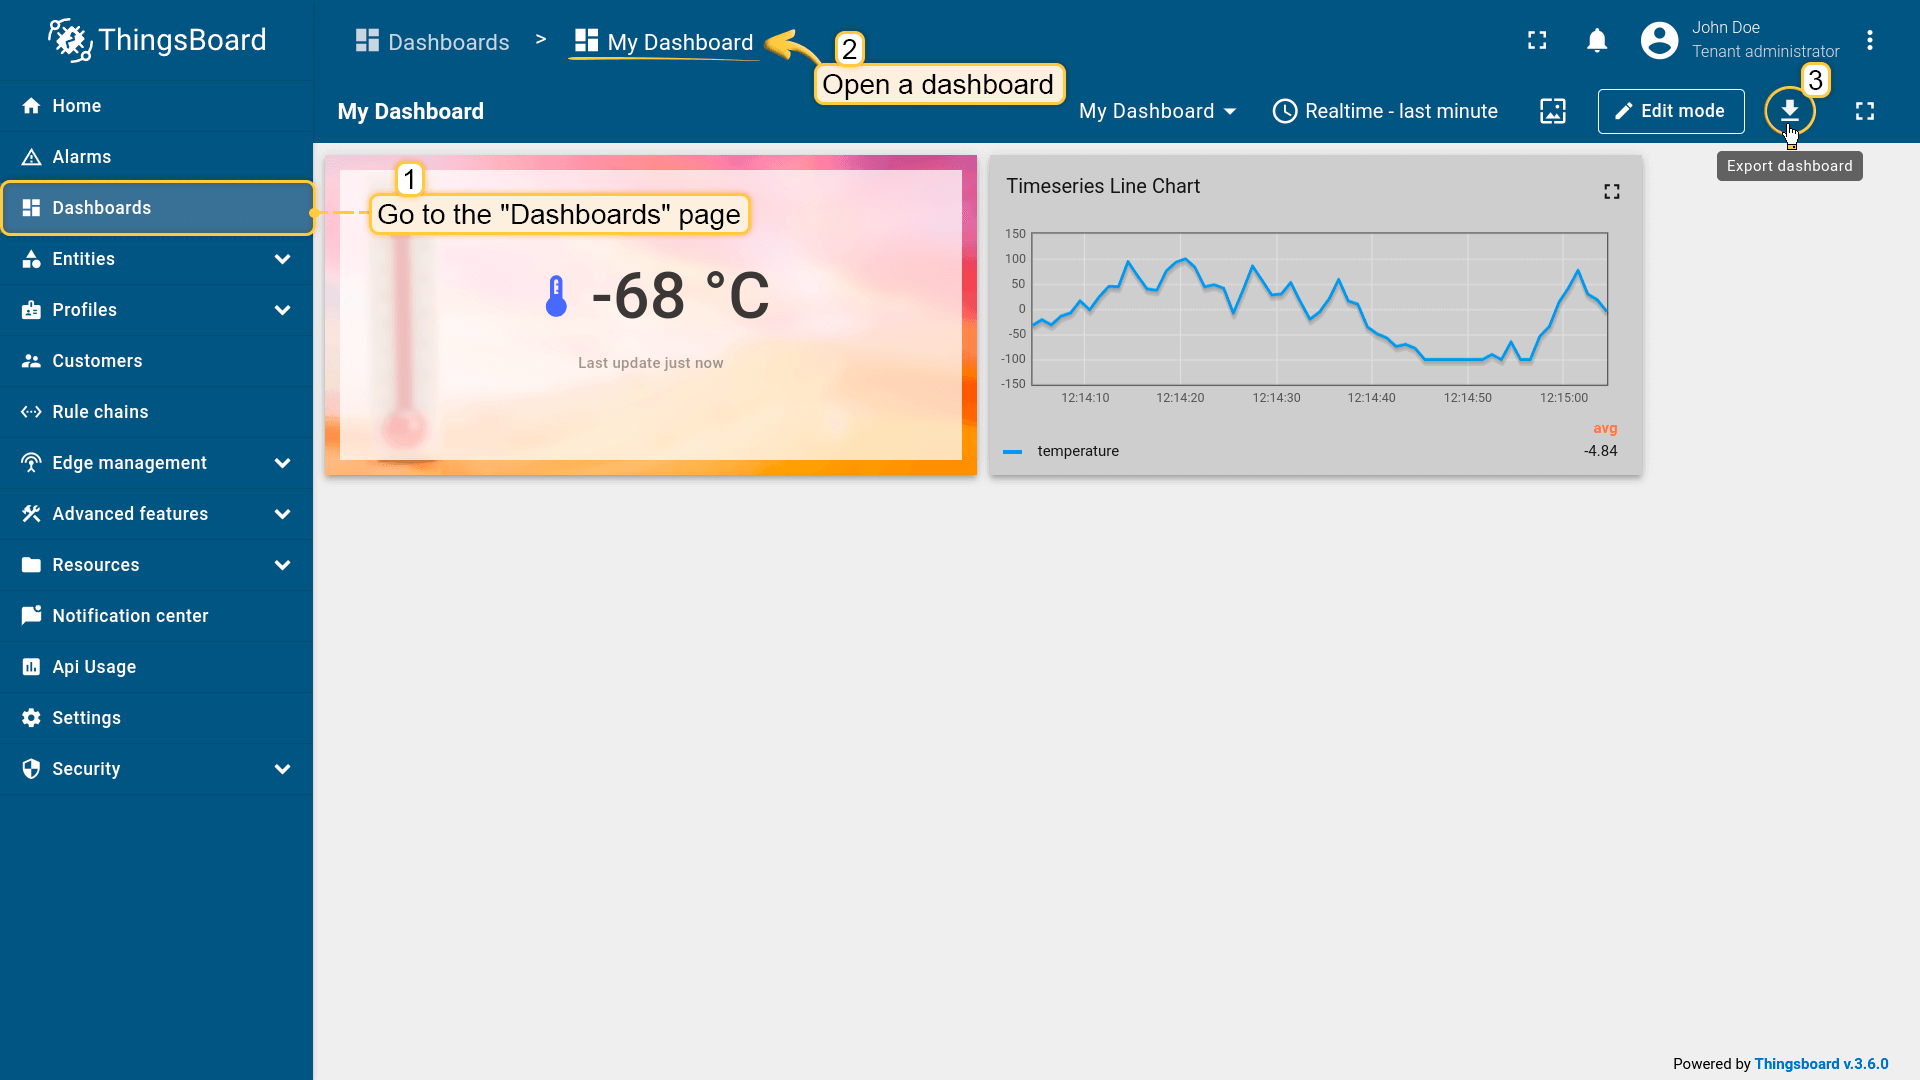 ThingsBoard
Dashboards > My Dashboard
2
Open a dashboard
John Doe
Tenant administrator
3
My Dashboard
My Dashboard
Realtime - last minute
Edit mode
Export dashboard
Home
Alarms
Dashboards
Entities
Profiles
Customers
Rule chains
Edge management
Advanced features
Resources
Notification center
Api Usage
Settings
Security
1
Go to the "Dashboards" page
-68 °C
Last update just now
Timeseries Line Chart
150
100
50
0
-50
-100
-150
12:14:10 12:14:20 12:14:30 12:14:40 12:14:50 12:15:00
avg
temperature -4.84
Powered by Thingsboard v.3.6.0